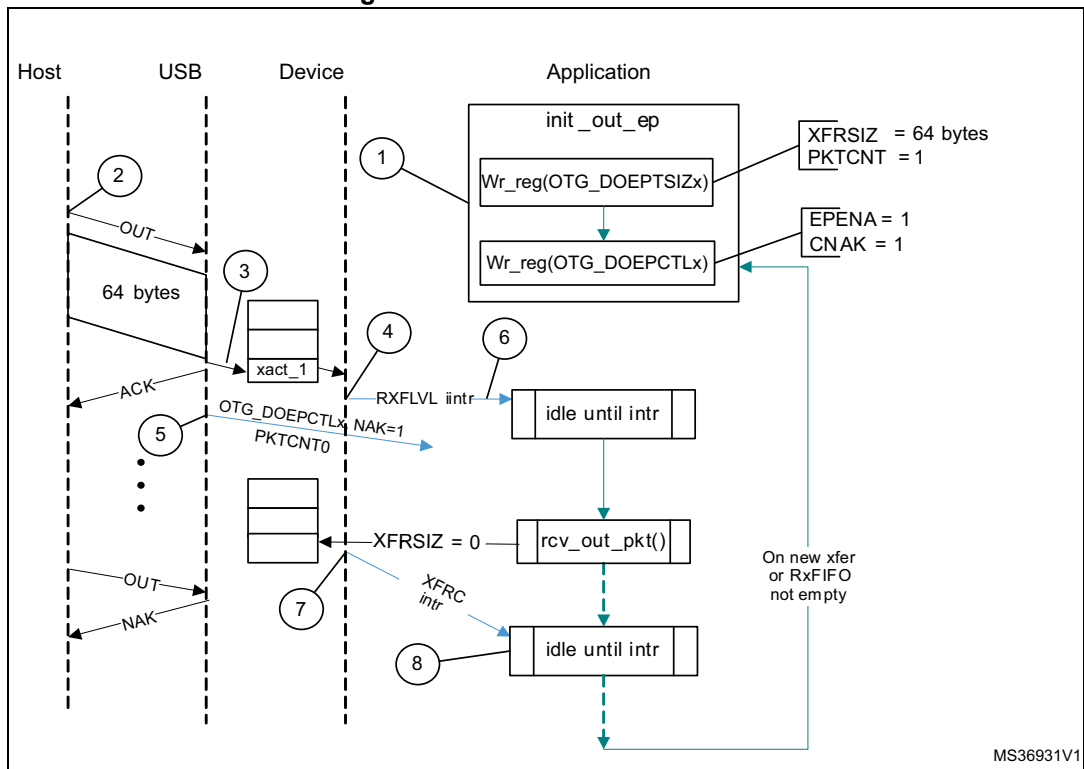 Host
USB
Device
Application
init _out_ep
1
Wr_reg(OTG_DOEPTSIZx)
XFRSIZ = 64 bytes
PKTCNT = 1
Wr_reg(OTG_DOEPCTLx)
EPENA = 1
CNAK = 1
2
OUT
64 bytes
3
xact_1
ACK
4
RXFLVL iintr
6
idle until intr
5
OTG_DOEPCTLx, NAK=1
PKTCNT0
XFRSIZ = 0
rcv_out_pkt()
On new xfer
or RxFIFO
not empty
OUT
NAK
7
XFRC
intr
8
idle until intr
MS36931V1